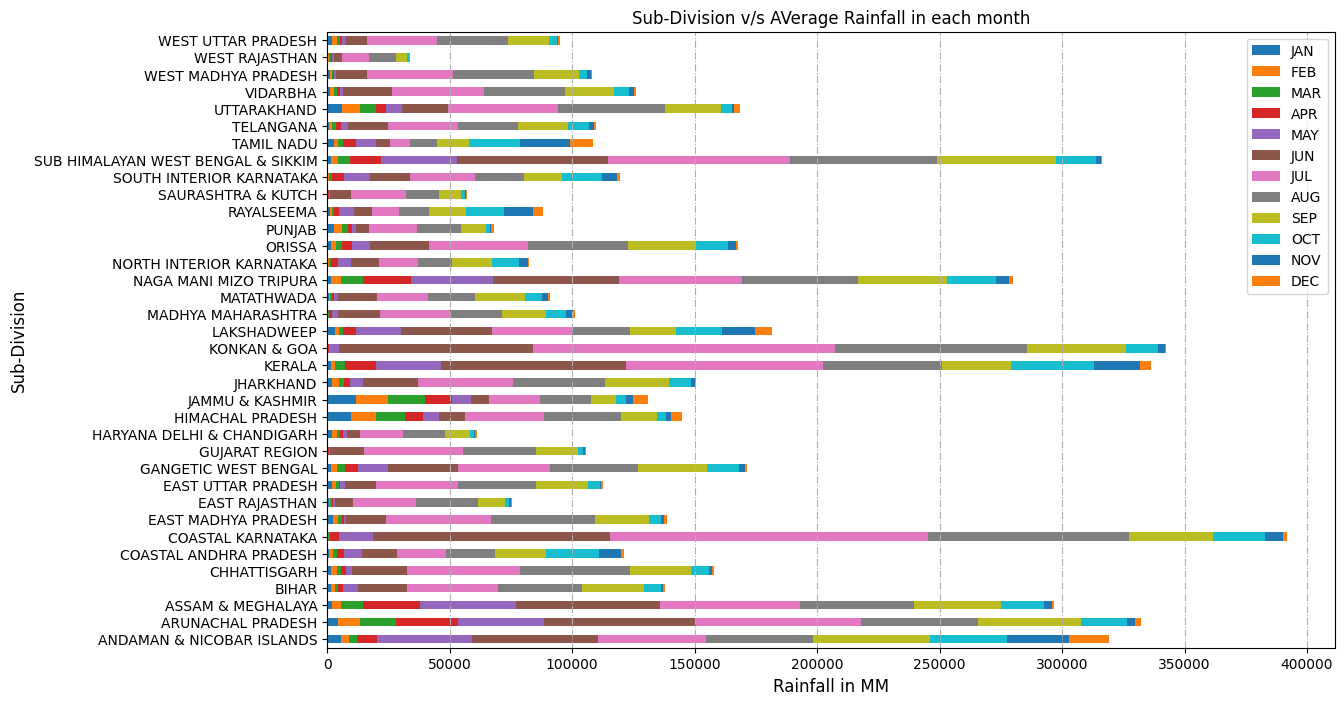 Sub-Division v/s AVerage Rainfall in each month
WEST UTTAR PRADESH
WEST RAJASTHAN
WEST MADHYA PRADESH
VIDARBHA
UTTARAKHAND
TELANGANA
TAMIL NADU
SUB HIMALAYAN WEST BENGAL & SIKKIM
SOUTH INTERIOR KARNATAKA
SAURASHTRA & KUTCH
RAYALSEEMA
PUNJAB
ORISSA
NORTH INTERIOR KARNATAKA
NAGA MANI MIZO TRIPURA
MATATHWADA
MADHYA MAHARASHTRA
LAKSHADWEEP
KONKAN & GOA
KERALA
JHARKHAND
JAMMU & KASHMIR
HIMACHAL PRADESH
HARYANA DELHI & CHANDIGARH
GUJARAT REGION
GANGETIC WEST BENGAL
EAST UTTAR PRADESH
EAST RAJASTHAN
EAST MADHYA PRADESH
COASTAL KARNATAKA
COASTAL ANDHRA PRADESH
CHHATTISGARH
BIHAR
ASSAM & MEGHALAYA
ARUNACHAL PRADESH
ANDAMAN & NICOBAR ISLANDS
Sub-Division
0 50000 100000 150000 200000 250000 300000 350000 400000
Rainfall in MM
JAN
FEB
MAR
APR
MAY
JUN
JUL
AUG
SEP
OCT
NOV
DEC